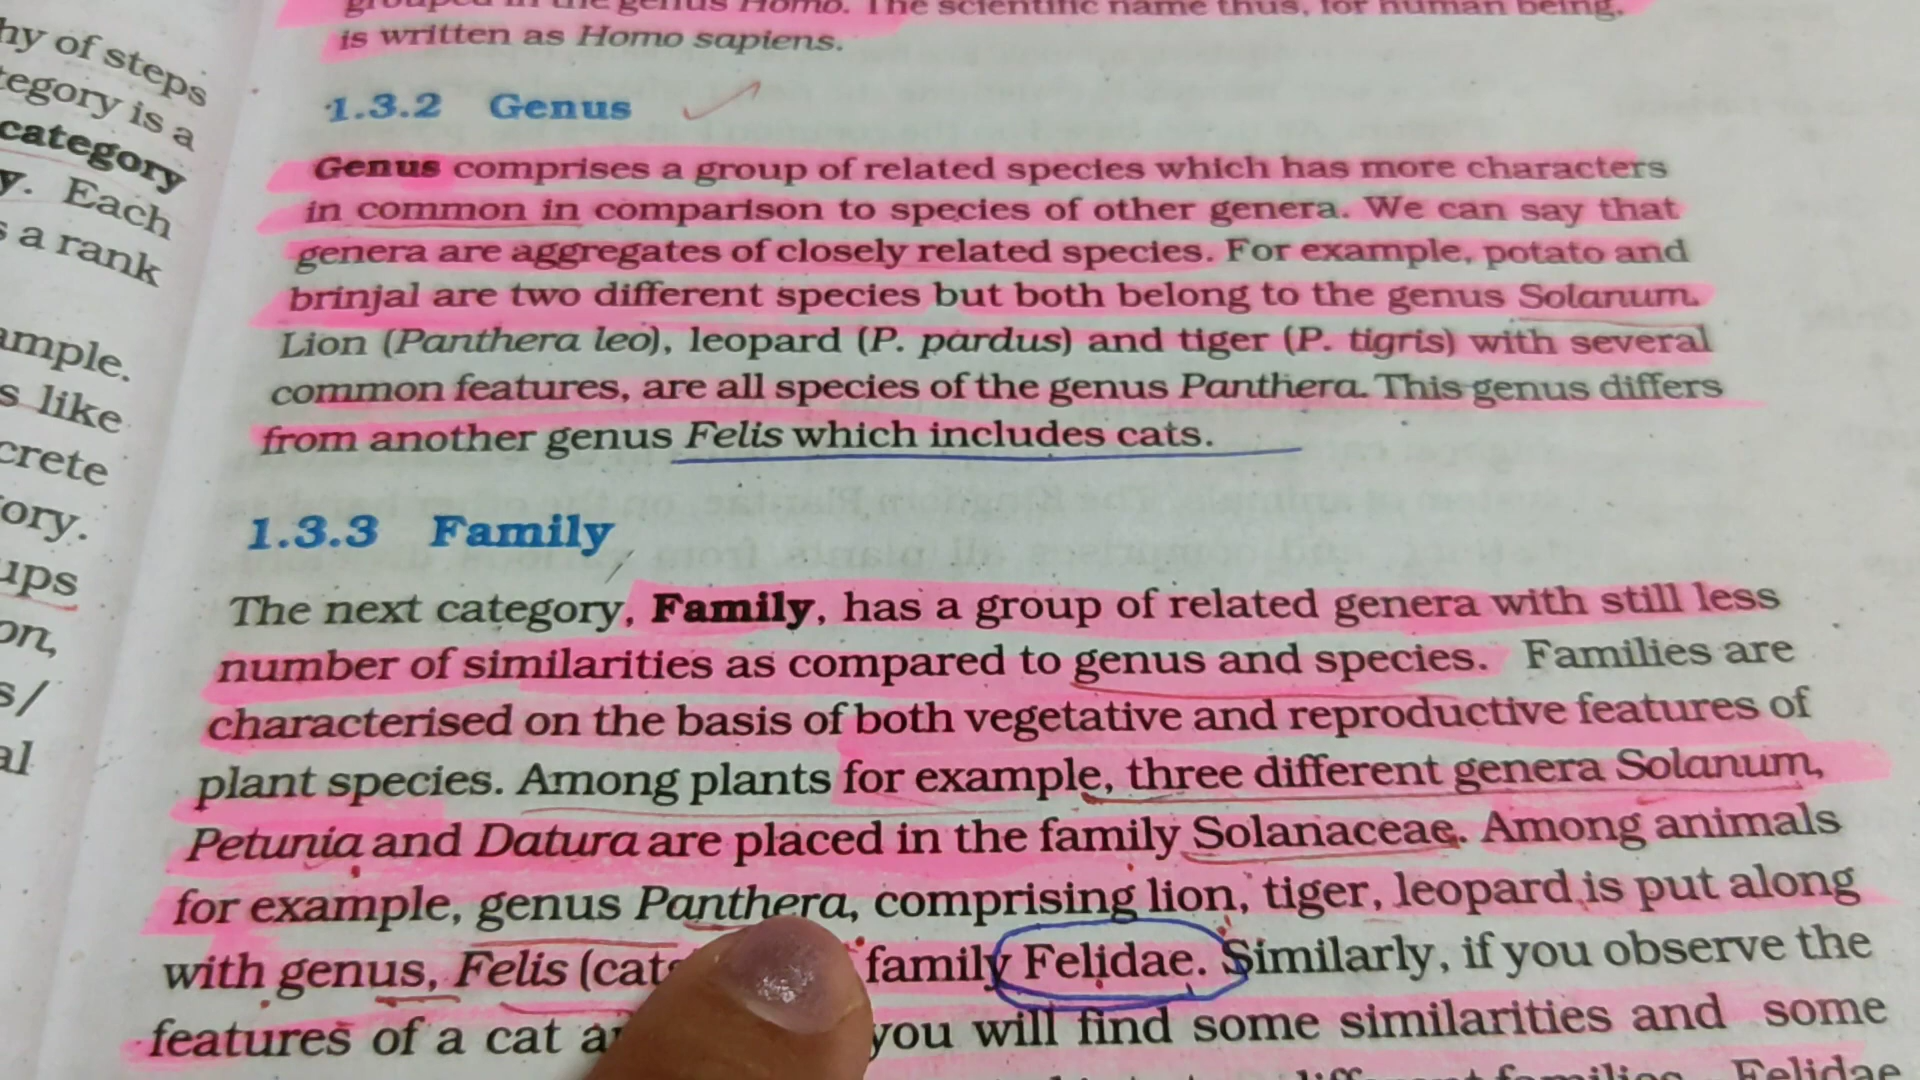 hy of steps
tegory is a
category
y. Each
s a rank
ample.
s like
crete
ory.
ups
on,
s/
al
grouped in the genus Homo. The scientific name thus, for human being,
is written as Homo sapiens.
1.3.2 Genus
Genus comprises a group of related species which has more characters
in common in comparison to species of other genera. We can say that
genera are aggregates of closely related species. For example, potato and
brinjal are two different species but both belong to the genus Solanum.
Lion (Panthera leo), leopard (P. pardus) and tiger (P. tigris) with several
common features, are all species of the genus Panthera. This genus differs
from another genus Felis which includes cats.
1.3.3 Family
The next category, Family, has a group of related genera with still less
number of similarities as compared to genus and species. Families are
characterised on the basis of both vegetative and reproductive features of
plant species. Among plants for example, three different genera Solanum,
Petunia and Datura are placed in the family Solanaceae. Among animals
for example, genus Panthera, comprising lion, tiger, leopard is put along
with genus, Felis (cats family Felidae. Similarly, if you observe the
features of a cat a you will find some similarities and some
different families Felidae